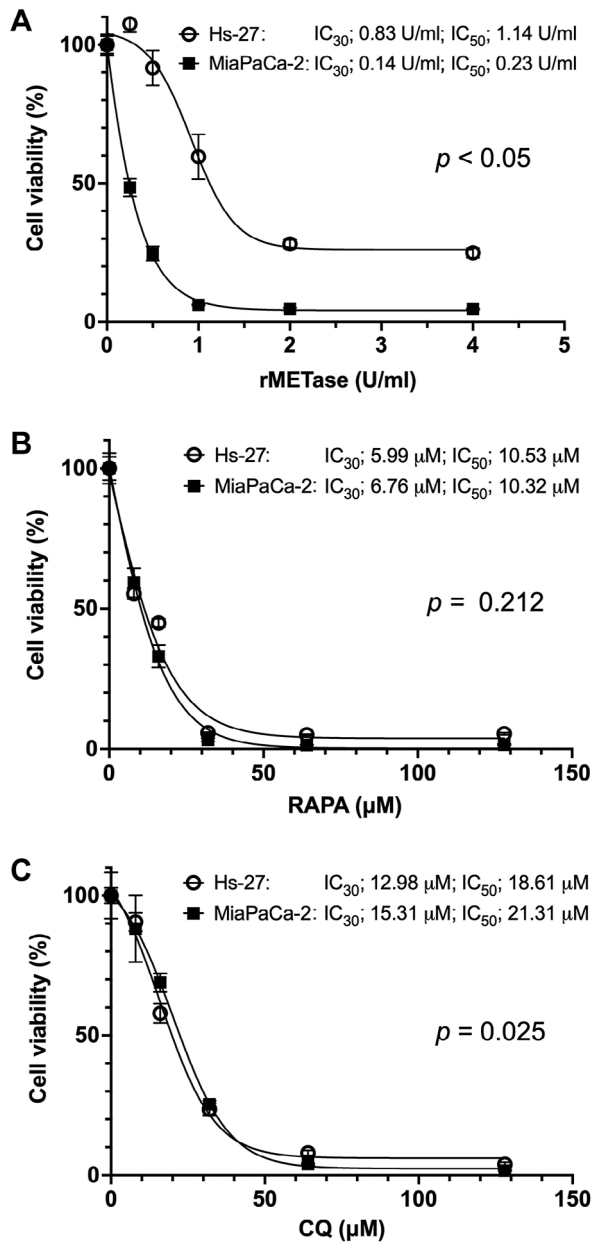 A
Hs-27: IC30; 0.83 U/ml; IC50; 1.14 U/ml
MiaPaCa-2: IC30; 0.14 U/ml; IC50; 0.23 U/ml
p < 0.05
Cell viability (%)
100
50
0
0 1 2 3 4 5
rMETase (U/ml)
B
Hs-27: IC30; 5.99 μM; IC50; 10.53 μM
MiaPaCa-2: IC30; 6.76 μM; IC50; 10.32 μM
p = 0.212
Cell viability (%)
100
50
0
0 50 100 150
RAPA (μM)
C
Hs-27: IC30; 12.98 μM; IC50; 18.61 μM
MiaPaCa-2: IC30; 15.31 μM; IC50; 21.31 μM
p = 0.025
Cell viability (%)
100
50
0
0 50 100 150
CQ (μM)